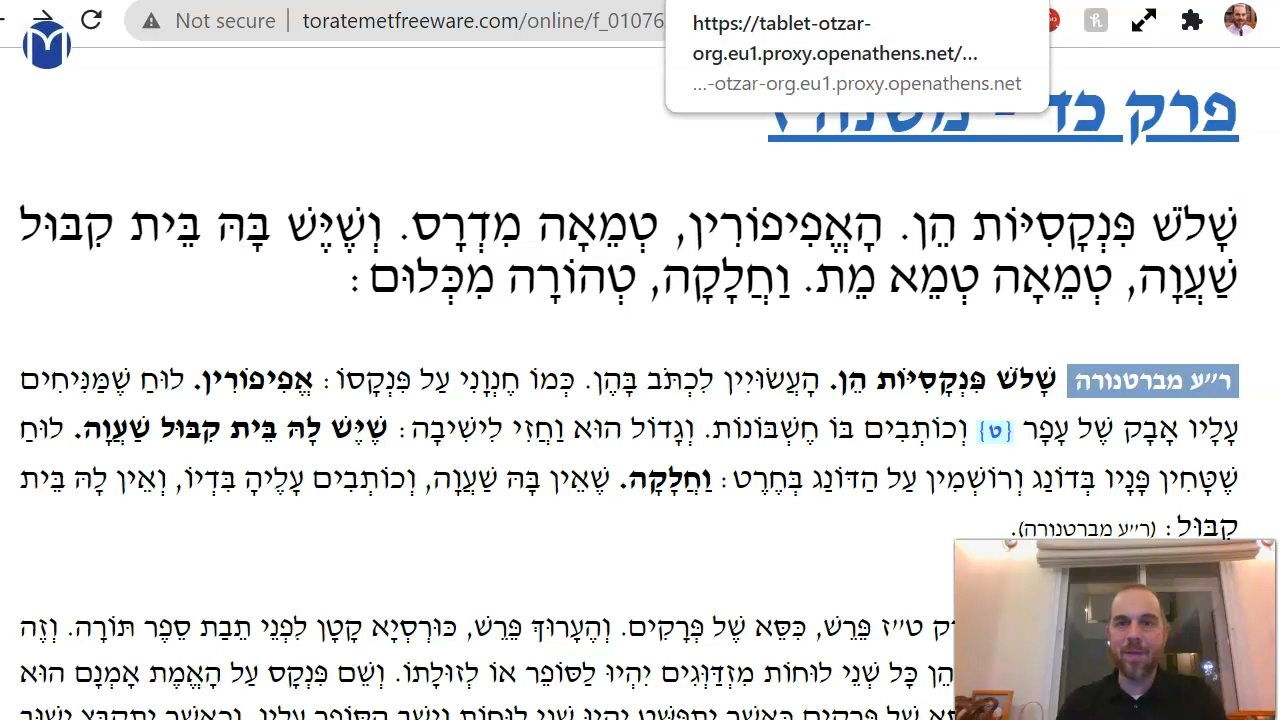 Not secure
toratemetfreeware.com/online/f_01076
https://tablet-otzar-
org.eu1.proxy.openathens.net/…
…-otzar-org.eu1.proxy.openathens.net
פרק כד - משנה ז
שָׁלֹשׁ פִּנְקָסִיּוֹת הֵן. הָאֱפִיפוֹרִין, טְמֵאָה מִדְרָס. וְשֶׁיֶּשׁ בָּהּ בֵּית קִבּוּל
שַׁעֲוָה, טְמֵאָה טְמֵא מֵת. וַחֲלָקָה, טְהוֹרָה מִכְּלוּם:
ר״ע מברטנורה שָׁלֹשׁ פִּנְקָסִיּוֹת הֵן. הָעֲשׂוּיִין לִכְתֹּב בָּהֶן. כְּמוֹ חֶנְוָנִי עַל פִּנְקָסוֹ: אֱפִיפוֹרִין. לוּחַ שֶׁמַּנִּיחִים
עָלָיו אָבָק שֶׁל עָפָר {ט} וְכוֹתְבִים בּוֹ חֶשְׁבּוֹנוֹת. וְגָדוֹל הוּא וַחֲזִי לִישִׁיבָה: שֶׁיֶּשׁ לָהּ בֵּית קִבּוּל שַׁעֲוָה. לוּחַ
שֶׁטָּחִין פָּנָיו בְּדוֹנַג וְרוֹשְׁמִין עַל הַדּוֹנַג בְּחֶרֶט: וַחֲלָקָה. שֶׁאֵין בָּהּ שַׁעֲוָה, וְכוֹתְבִים עָלֶיהָ בִּדְיוֹ, וְאֵין לָהּ בֵּית
קִבּוּל: (ר״ע מברטנורה).
רק ט״ז פֵּרֵשׁ, כִּסֵּא שֶׁל פְּרָקִים. וְהֶעָרוּךְ פֵּרֵשׁ, כּוּרְסְיָא קָטָן לִפְנֵי תֵבַת סֵפֶר תּוֹרָה. וְזֶה
הֵן כָּל שְׁנֵי לוּחוֹת מִזְדַּוְּגִים יִהְיוּ לַסּוֹפֵר אוֹ לְזוּלָתוֹ. וְשֵׁם פִּנְקָס עַל הָאֱמֶת אָמְנָם הוּא